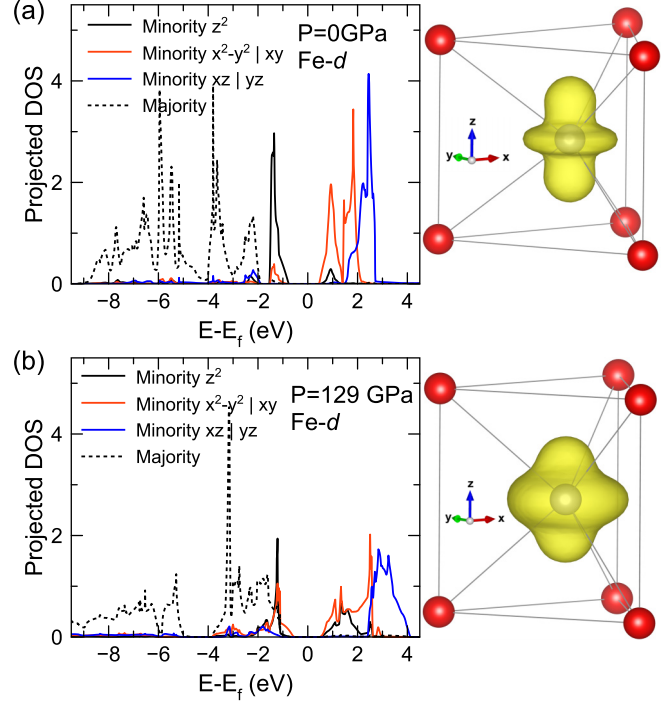 (a)
Minority z²
Minority x²-y² | xy
Minority xz | yz
Majority
P=0GPa
Fe-d
Projected DOS
4
2
0
−8 −6 −4 −2 0 2 4
E-E_f (eV)
z
y
x
(b)
Minority z²
Minority x²-y² | xy
Minority xz | yz
Majority
P=129 GPa
Fe-d
Projected DOS
4
2
0
−8 −6 −4 −2 0 2 4
E-E_f (eV)
z
y
x